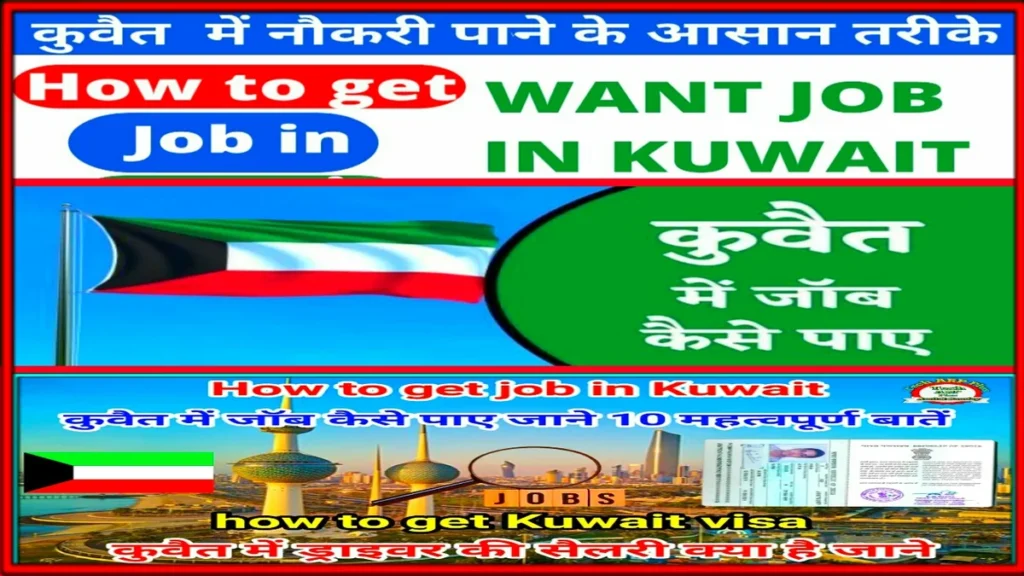 कुवैत में नौकरी पाने के आसान तरीके
How to get
Job in
WANT JOB
IN KUWAIT
कुवैत
में जॉब
कैसे पाए
How to get job in Kuwait
कुवैत में जॉब कैसे पाए जाने 10 महत्वपूर्ण बातें
JOBS
how to get Kuwait visa
कुवैत में ड्राइवर की सैलरी क्या है जाने